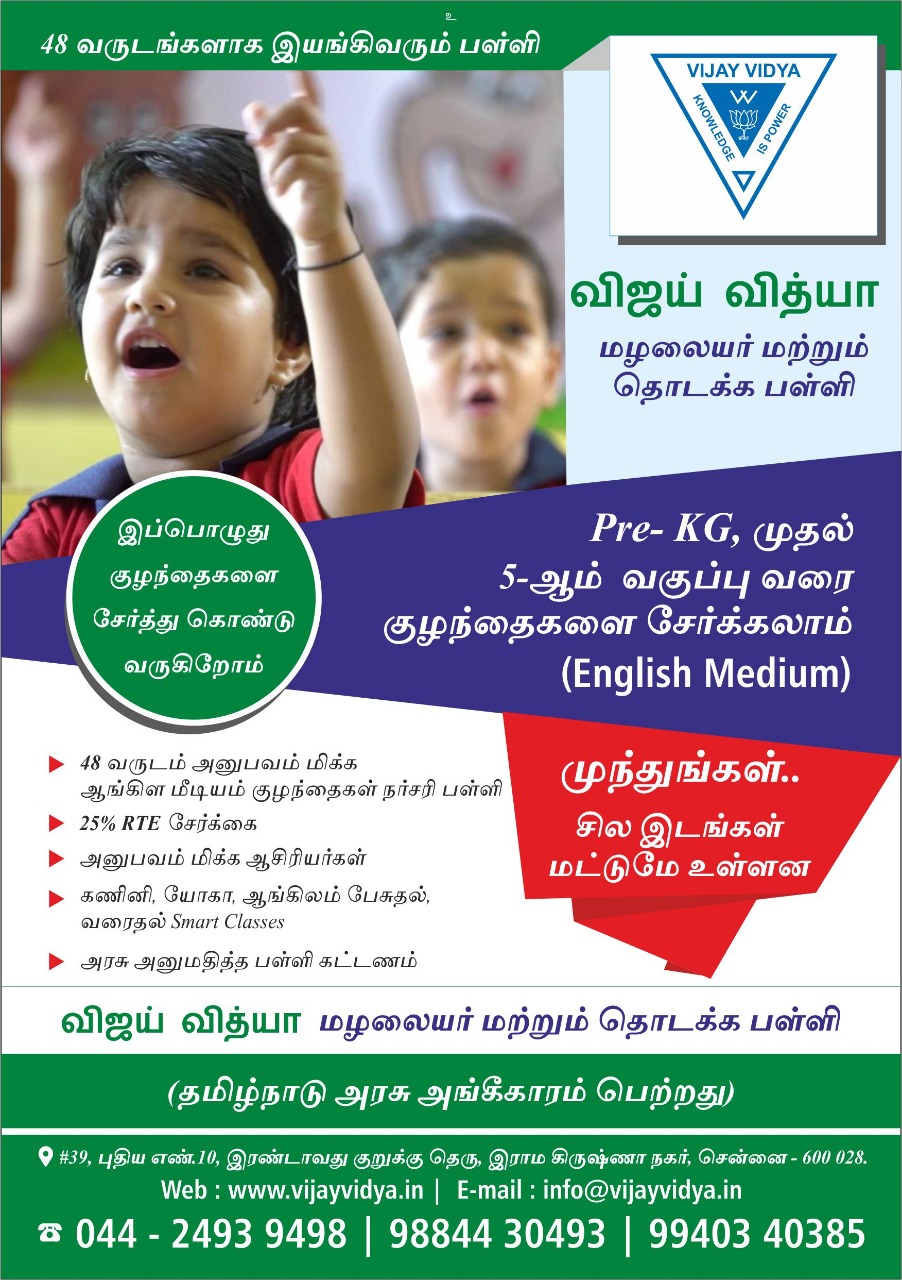 உ
48 வருடங்களாக இயங்கிவரும் பள்ளி
VIJAY VIDYA
KNOWLEDGE
IS POWER
விஜய் வித்யா
மழலையர் மற்றும்
தொடக்க பள்ளி
இப்பொழுது
குழந்தைகளை
சேர்த்து கொண்டு
வருகிறோம்
Pre- KG, முதல்
5-ஆம் வகுப்பு வரை
குழந்தைகளை சேர்க்கலாம்
(English Medium)
48 வருடம் அனுபவம் மிக்க
ஆங்கிள மீடியம் குழந்தைகள் நர்சரி பள்ளி
25% RTE சேர்க்கை
அனுபவம் மிக்க ஆசிரியர்கள்
கணினி, யோகா, ஆங்கிலம் பேசுதல்,
வரைதல் Smart Classes
அரசு அனுமதித்த பள்ளி கட்டணம்
முந்துங்கள்..
சில இடங்கள்
மட்டுமே உள்ளன
விஜய் வித்யா மழலையர் மற்றும் தொடக்க பள்ளி
(தமிழ்நாடு அரசு அங்கீகாரம் பெற்றது)
#39, புதிய எண்.10, இரண்டாவது குறுக்கு தெரு, இராம கிருஷ்ணா நகர், சென்னை - 600 028.
Web : www.vijayvidya.in | E-mail : info@vijayvidya.in
044 - 2493 9498 | 98844 30493 | 99403 40385